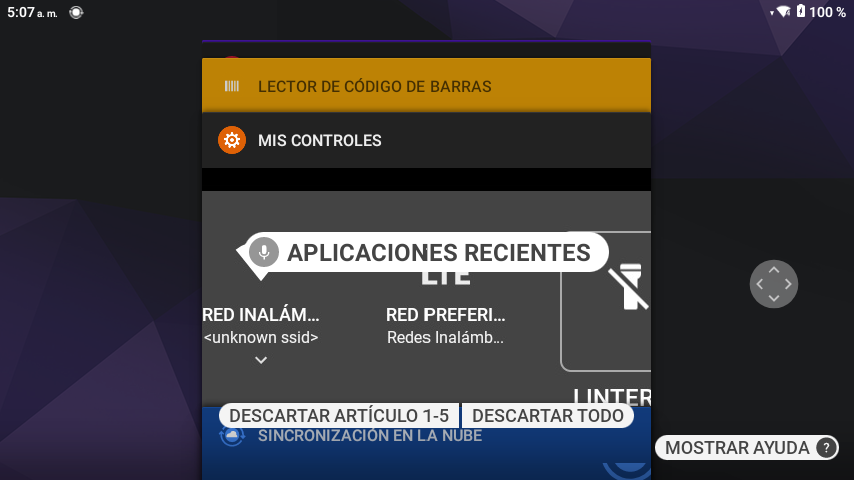 5:07 a. m.
100 %
LECTOR DE CÓDIGO DE BARRAS
MIS CONTROLES
APLICACIONES RECIENTES
LTE
RED INALÁM...
RED PREFERI...
<unknown ssid>
Redes Inalámb...
LINTER
DESCARTAR ARTÍCULO 1-5
DESCARTAR TODO
SINCRONIZACIÓN EN LA NUBE
MOSTRAR AYUDA ?